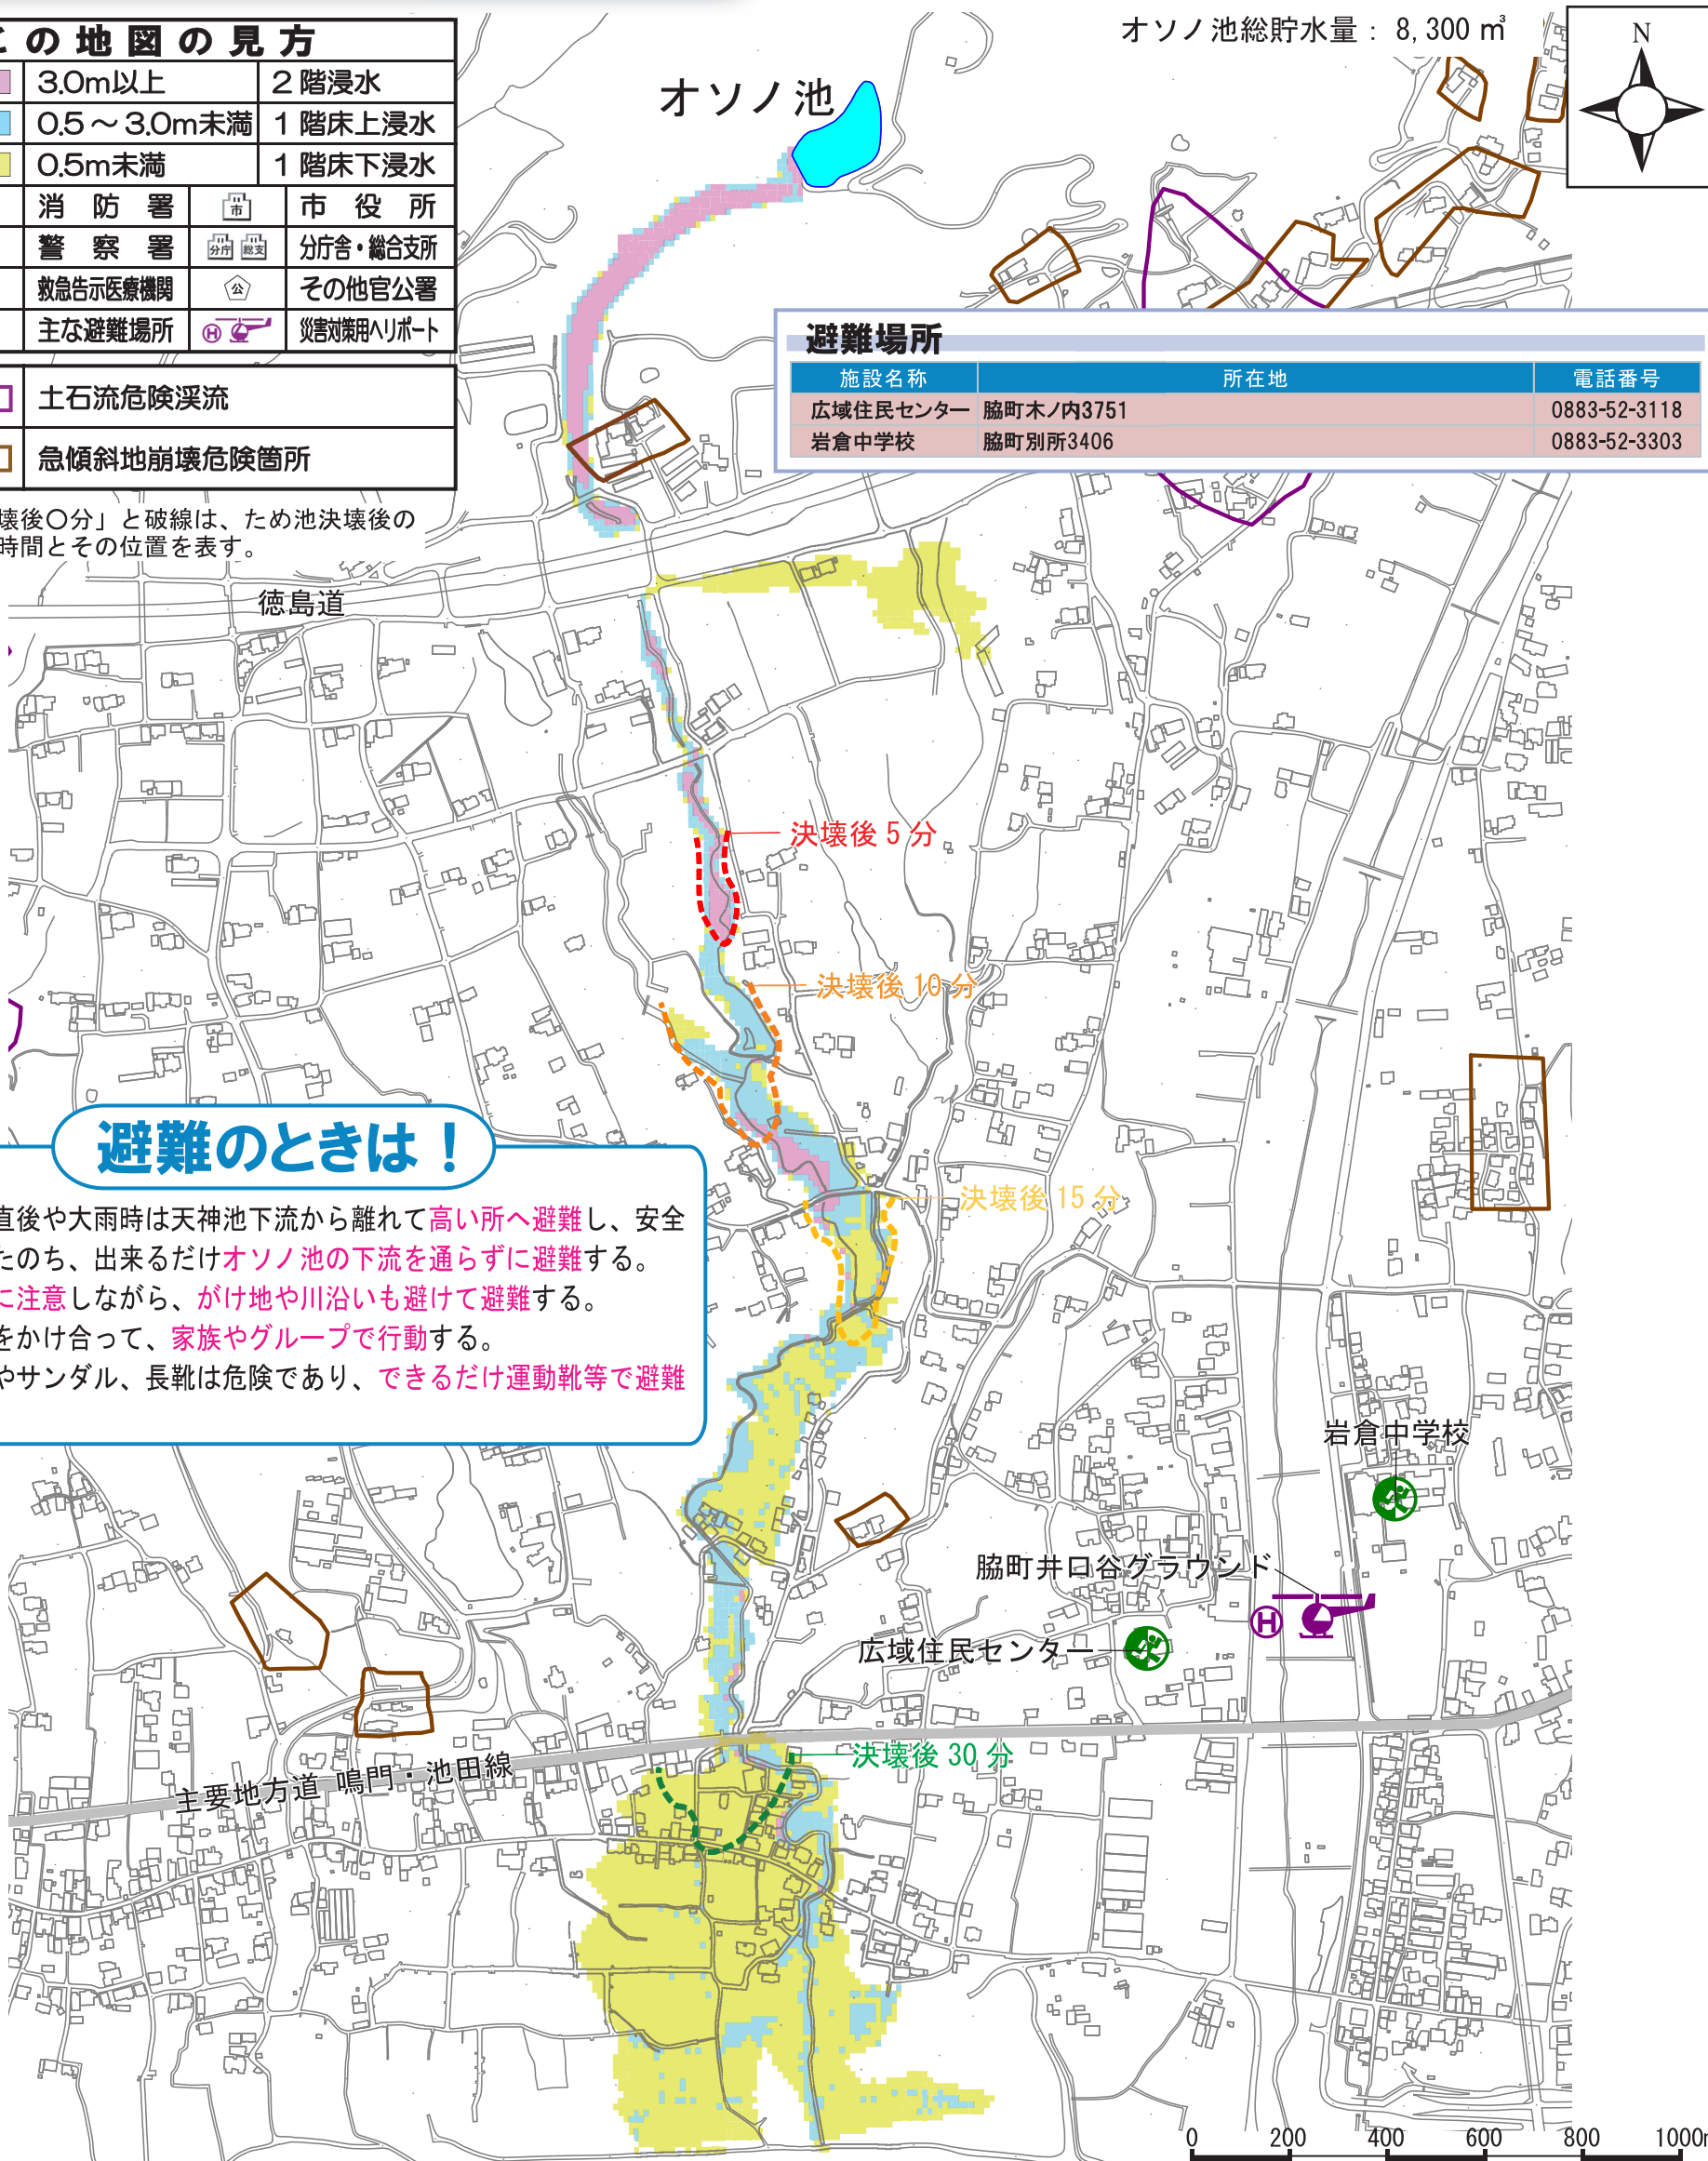 の地図の見方
3.0m以上 2階浸水
0.5～3.0m未満 1階床上浸水
0.5m未満 1階床下浸水
消防署 市 市役所
警察署 分庁 総支 分庁舎・総合支所
救急告示医療機関 公 その他官公署
主な避難場所 H 災害対策用ヘリポート
土石流危険渓流
急傾斜地崩壊危険箇所
壊後〇分」と破線は、ため池決壊後の
時間とその位置を表す。
オソノ池総貯水量：8,300㎥
N
オソノ池
避難場所
施設名称 所在地 電話番号
広域住民センター 脇町木ノ内3751 0883-52-3118
岩倉中学校 脇町別所3406 0883-52-3303
徳島道
決壊後5分
決壊後10分
決壊後15分
避難のときは！
直後や大雨時は天神池下流から離れて高い所へ避難し、安全
たのち、出来るだけオソノ池の下流を通らずに避難する。
に注意しながら、がけ地や川沿いも避けて避難する。
をかけ合って、家族やグループで行動する。
やサンダル、長靴は危険であり、できるだけ運動靴等で避難
岩倉中学校
脇町井口谷グラウンド
H
広域住民センター
決壊後30分
主要地方道 鳴門・池田線
0 200 400 600 800 1000m